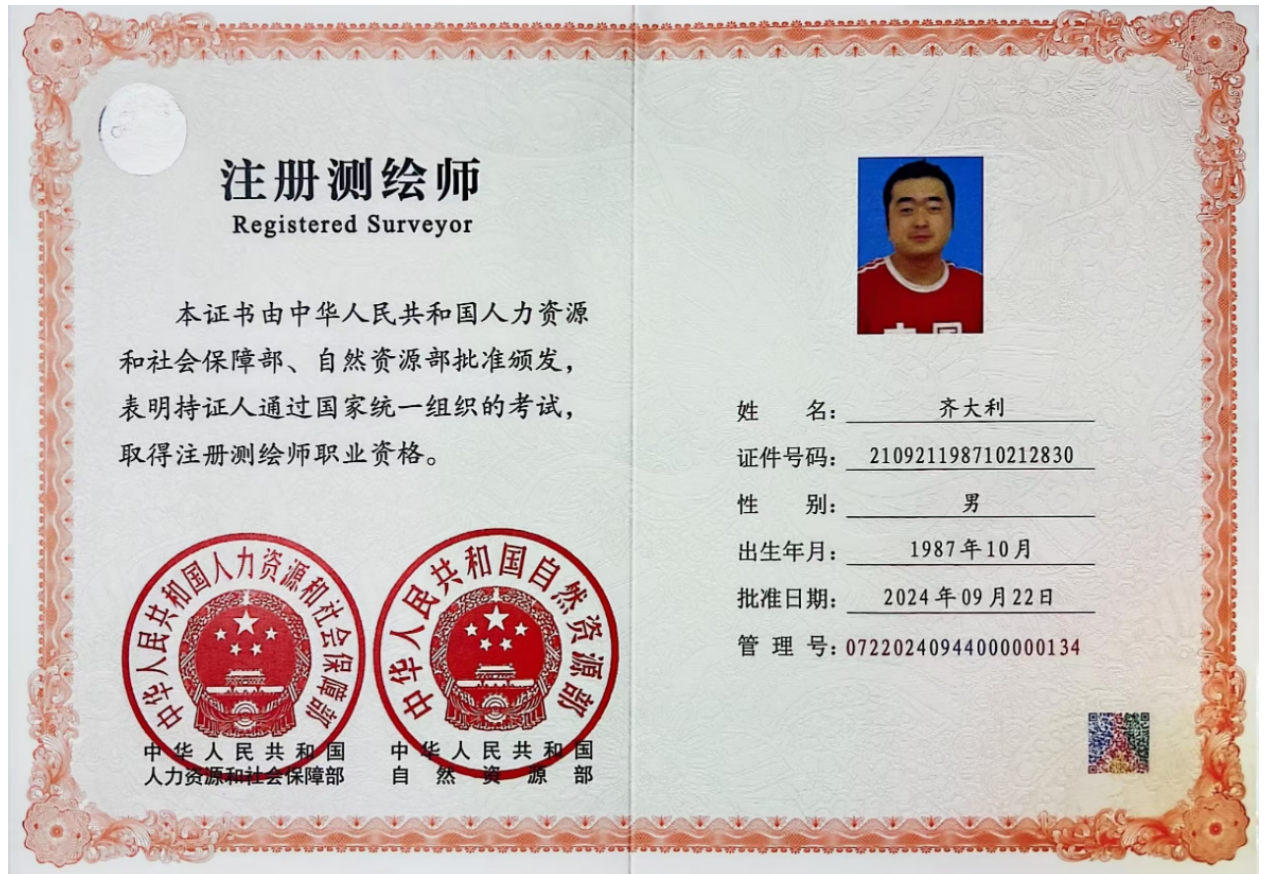 注册测绘师
Registered Surveyor
本证书由中华人民共和国人力资源
和社会保障部、自然资源部批准颁发，
表明持证人通过国家统一组织的考试，
取得注册测绘师职业资格。
中华人民共和国人力资源和社会保障部
中华人民共和国自然资源部
中华人民共和国
人力资源和社会保障部
中华人民共和国
自然资源部
姓名：齐大利
证件号码：210921198710212830
性别：男
出生年月：1987年10月
批准日期：2024年09月22日
管理号：07220240944000000134